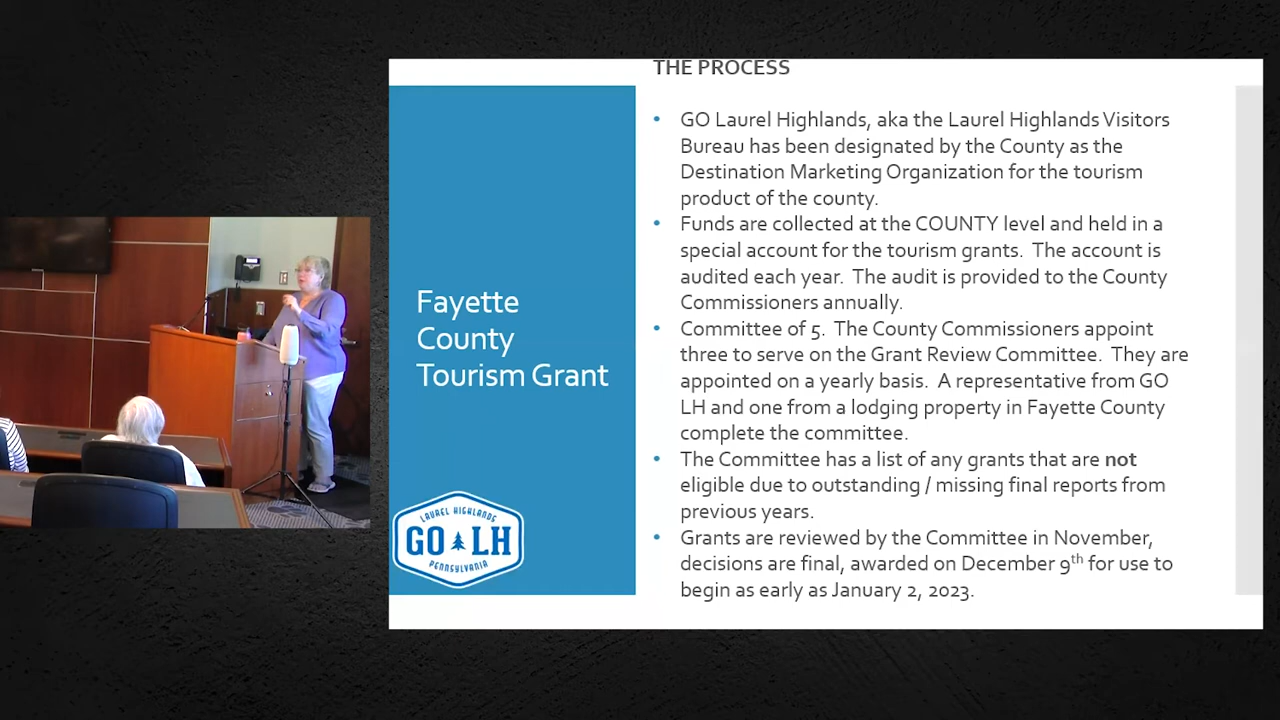 THE PROCESS
Fayette
County
Tourism Grant
• GO Laurel Highlands, aka the Laurel Highlands Visitors
Bureau has been designated by the County as the
Destination Marketing Organization for the tourism
product of the county.
• Funds are collected at the COUNTY level and held in a
special account for the tourism grants. The account is
audited each year. The audit is provided to the County
Commissioners annually.
• Committee of 5. The County Commissioners appoint
three to serve on the Grant Review Committee. They are
appointed on a yearly basis. A representative from GO
LH and one from a lodging property in Fayette County
complete the committee.
• The Committee has a list of any grants that are not
eligible due to outstanding / missing final reports from
previous years.
• Grants are reviewed by the Committee in November,
decisions are final, awarded on December 9th for use to
begin as early as January 2, 2023.
LAUREL HIGHLANDS
GO LH
PENNSYLVANIA